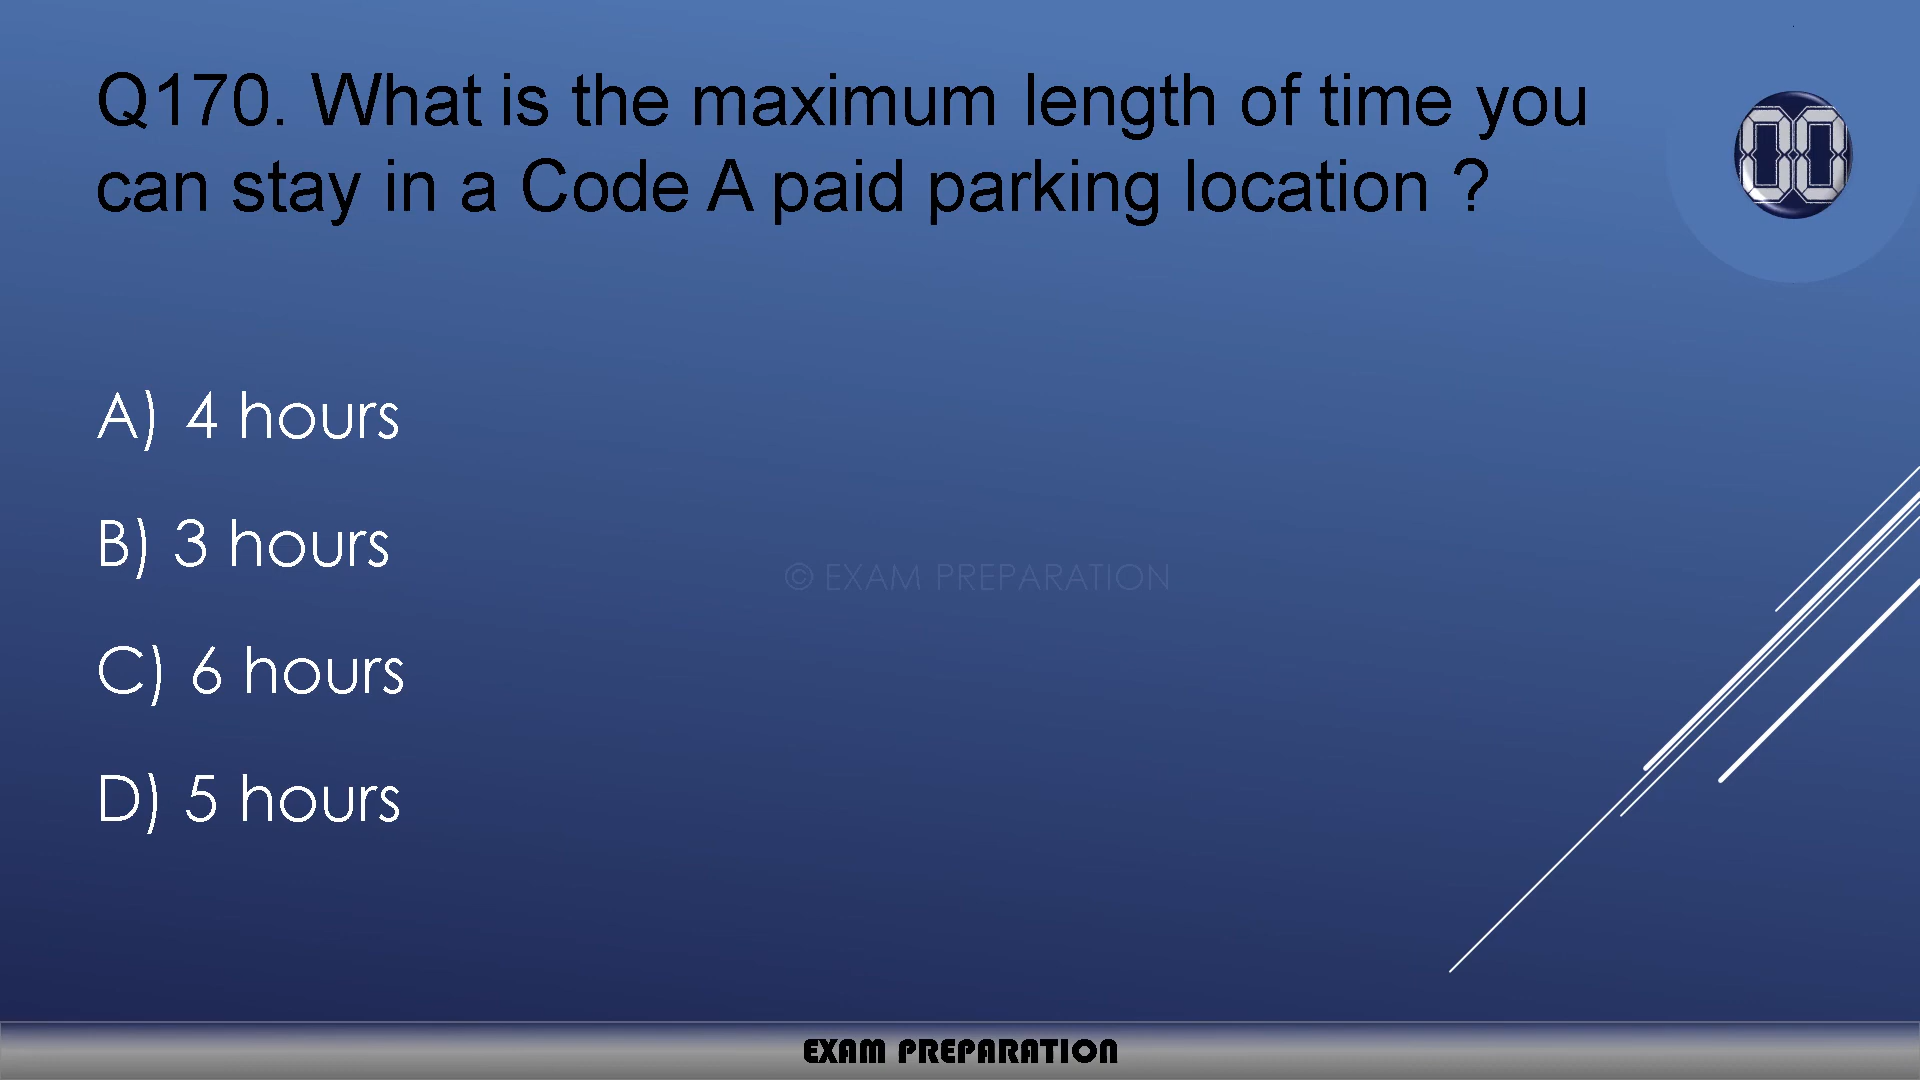 Q170. What is the maximum length of time you
can stay in a Code A paid parking location ?
00
A) 4 hours
B) 3 hours
C) 6 hours
D) 5 hours
© EXAM PREPARATION
EXAM PREPARATION